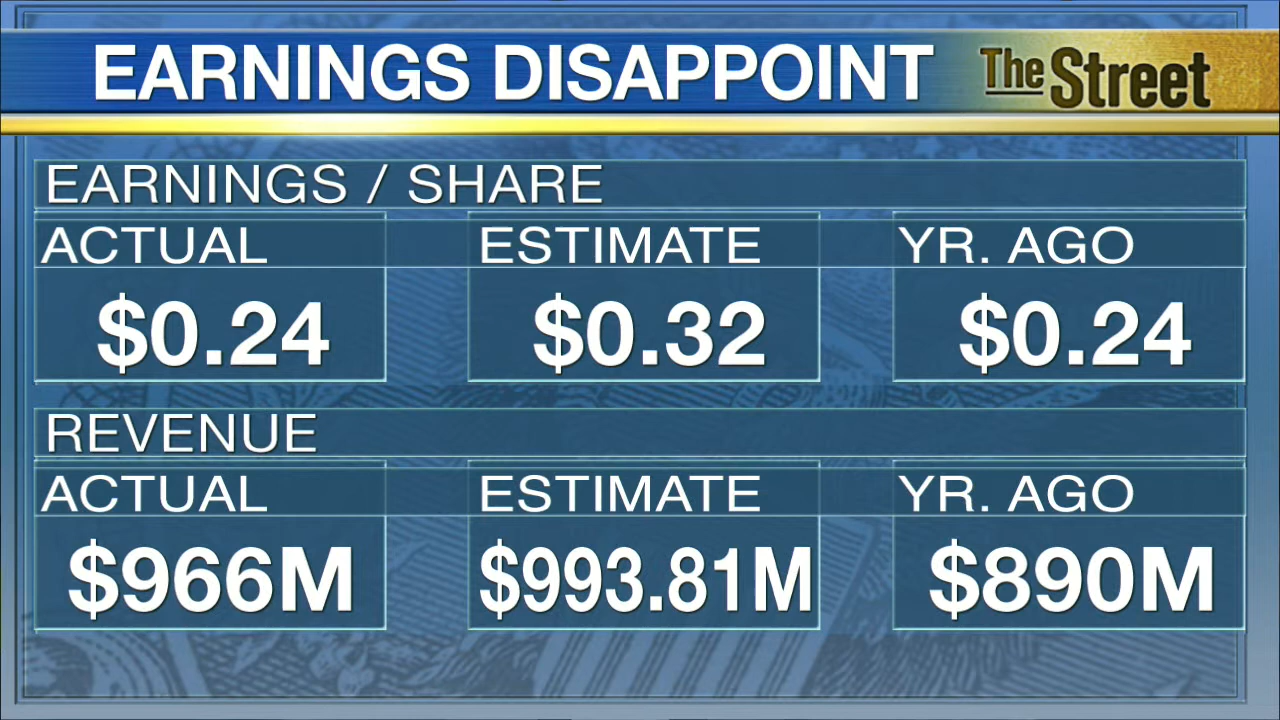 EARNINGS DISAPPOINT The Street
EARNINGS / SHARE
ACTUAL ESTIMATE YR. AGO
$0.24 $0.32 $0.24
REVENUE
ACTUAL ESTIMATE YR. AGO
$966M $993.81M $890M